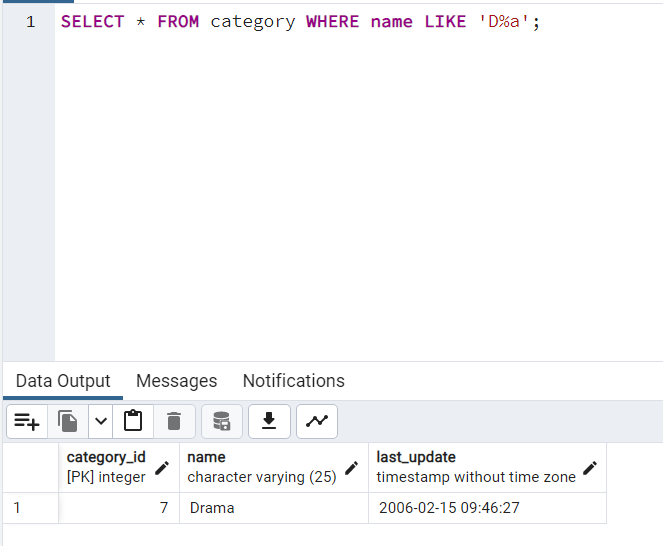 1 SELECT * FROM category WHERE name LIKE 'D%a';
Data Output Messages Notifications
category_id name last_update
[PK] integer character varying (25) timestamp without time zone
1 7 Drama 2006-02-15 09:46:27